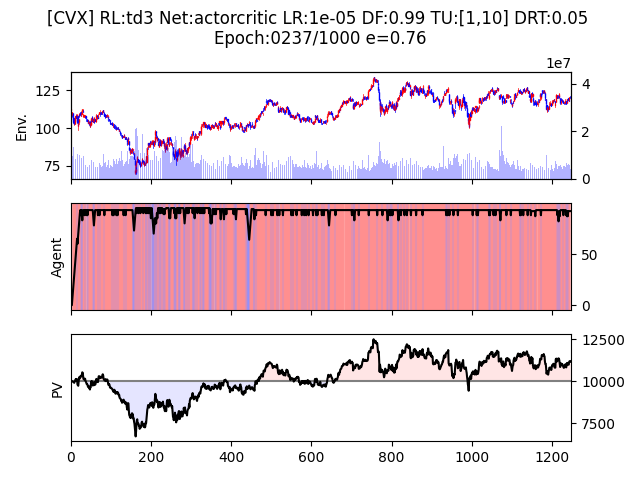 [CVX] RL:td3 Net:actorcritic LR:1e-05 DF:0.99 TU:[1,10] DRT:0.05
Epoch:0237/1000 e=0.76
1e7
Env.
125
100
75
4
2
0
Agent
50
0
PV
12500
10000
7500
0 200 400 600 800 1000 1200